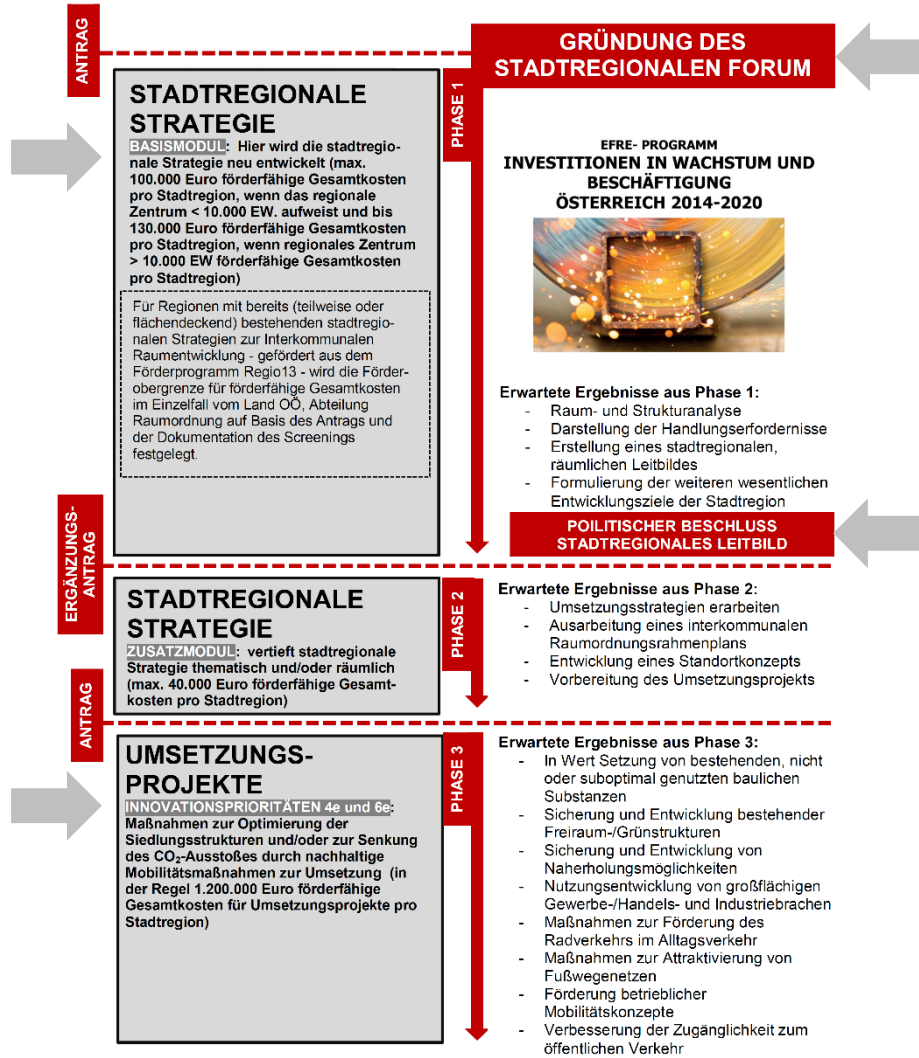 ANTRAG
GRÜNDUNG DES
STADTREGIONALEN FORUM
PHASE 1
STADTREGIONALE
STRATEGIE
BASISMODUL: Hier wird die stadtregio-
nale Strategie neu entwickelt (max.
100.000 Euro förderfähige Gesamtkosten
pro Stadtregion, wenn das regionale
Zentrum < 10.000 EW. aufweist und bis
130.000 Euro förderfähige Gesamtkosten
pro Stadtregion, wenn regionales Zentrum
> 10.000 EW förderfähige Gesamtkosten
pro Stadtregion)
Für Regionen mit bereits (teilweise oder
flächendeckend) bestehenden stadtregio-
nalen Strategien zur Interkommunalen
Raumentwicklung - gefördert aus dem
Förderprogramm Regio13 - wird die Förder-
obergrenze für förderfähige Gesamtkosten
im Einzelfall vom Land OÖ, Abteilung
Raumordnung auf Basis des Antrags und
der Dokumentation des Screenings
festgelegt.
EFRE- PROGRAMM
INVESTITIONEN IN WACHSTUM UND
BESCHÄFTIGUNG
ÖSTERREICH 2014-2020
Erwartete Ergebnisse aus Phase 1:
- Raum- und Strukturanalyse
- Darstellung der Handlungserfordernisse
- Erstellung eines stadtregionalen,
räumlichen Leitbildes
- Formulierung der weiteren wesentlichen
Entwicklungsziele der Stadtregion
POILITISCHER BESCHLUSS
STADTREGIONALES LEITBILD
ERGÄNZUNGS-
ANTRAG
PHASE 2
STADTREGIONALE
STRATEGIE
ZUSATZMODUL: vertieft stadtregionale
Strategie thematisch und/oder räumlich
(max. 40.000 Euro förderfähige Gesamt-
kosten pro Stadtregion)
Erwartete Ergebnisse aus Phase 2:
- Umsetzungsstrategien erarbeiten
- Ausarbeitung eines interkommunalen
Raumordnungsrahmenplans
- Entwicklung eines Standortkonzepts
- Vorbereitung des Umsetzungsprojekts
ANTRAG
PHASE 3
UMSETZUNGS-
PROJEKTE
INNOVATIONSPRIORITÄTEN 4e und 6e:
Maßnahmen zur Optimierung der
Siedlungsstrukturen und/oder zur Senkung
des CO₂-Ausstoßes durch nachhaltige
Mobilitätsmaßnahmen zur Umsetzung (in
der Regel 1.200.000 Euro förderfähige
Gesamtkosten für Umsetzungsprojekte pro
Stadtregion)
Erwartete Ergebnisse aus Phase 3:
- In Wert Setzung von bestehenden, nicht
oder suboptimal genutzten baulichen
Substanzen
- Sicherung und Entwicklung bestehender
Freiraum-/Grünstrukturen
- Sicherung und Entwicklung von
Naherholungsmöglichkeiten
- Nutzungsentwicklung von großflächigen
Gewerbe-/Handels- und Industriebrachen
- Maßnahmen zur Förderung des
Radverkehrs im Alltagsverkehr
- Maßnahmen zur Attraktivierung von
Fußwegenetzen
- Förderung betrieblicher
Mobilitätskonzepte
- Verbesserung der Zugänglichkeit zum
öffentlichen Verkehr